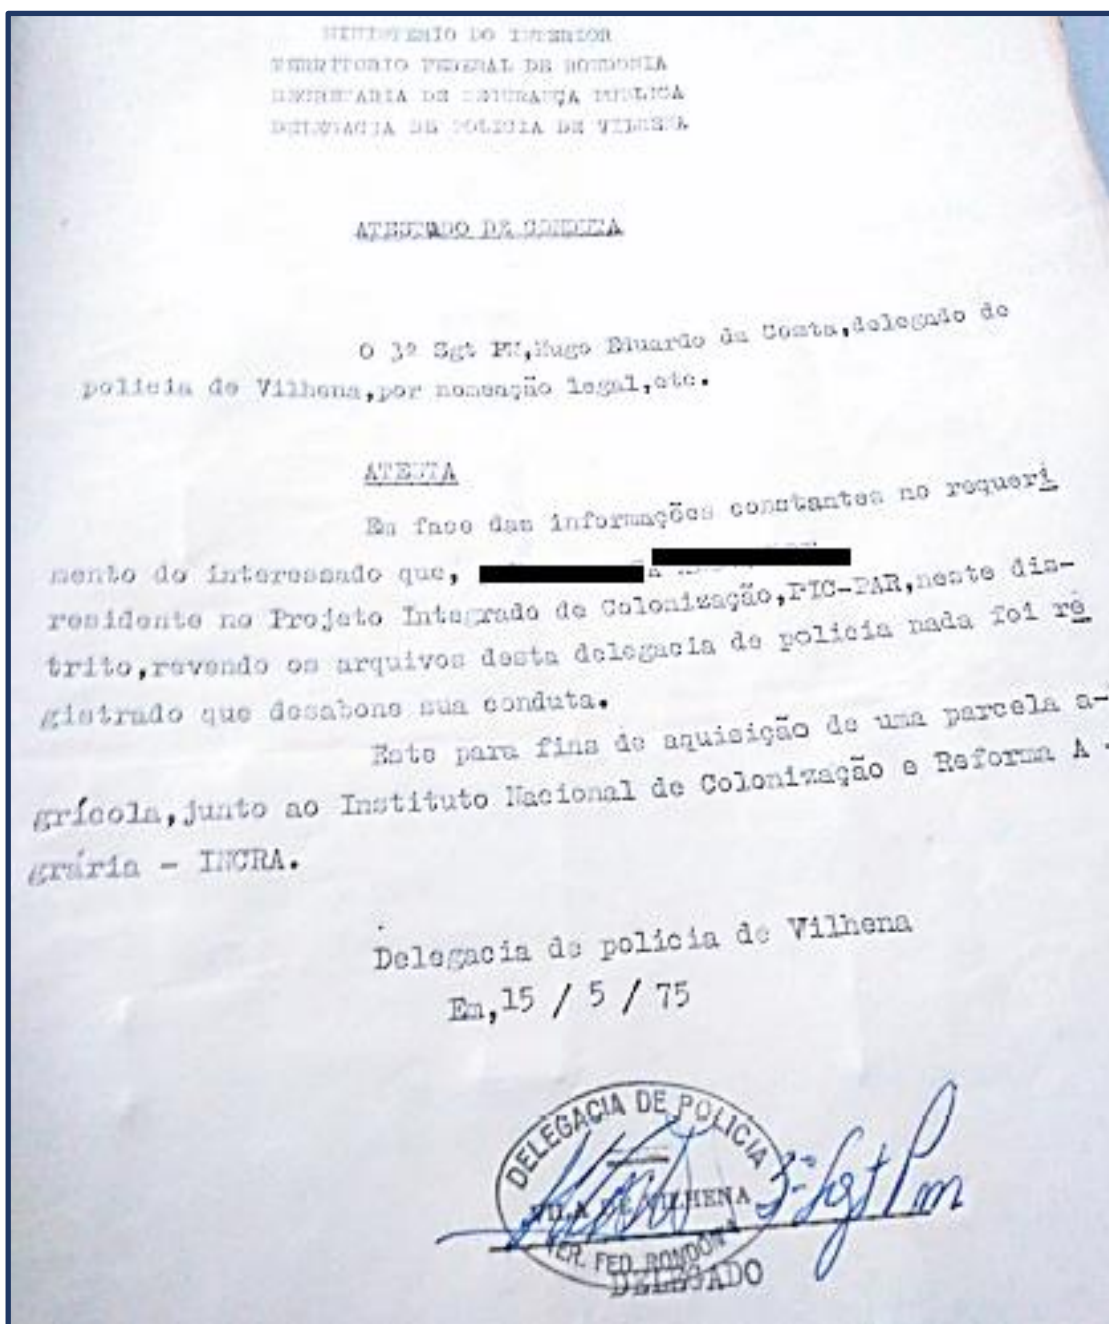 MINISTERIO DO INTERIOR
TERRITORIO FEDERAL DE RONDONIA
SECRETARIA DE SEGURANÇA PUBLICA
DELEGACIA DE POLICIA DE VILHENA
ATESTADO DE CONDUTA
O 3º Sgt PM,Hugo Eduardo da Costa,delegado de
policia de Vilhena,por nomeação legal,etc.
ATESTA
Em face das informações constantes no requeri
mento do interessado que,
residente no Projeto Integrado de Colonização,PIC-PAR,neste dis-
trito,revendo os arquivos desta delegacia de policia nada foi re
gistrado que desabone sua conduta.
Este para fins de aquisição de uma parcela a-
grícola,junto ao Instituto Nacional de Colonização e Reforma A -
grária - INCRA.
Delegacia de policia de Vilhena
Em,15 / 5 / 75
DELEGACIA DE POLICIA
VILA DE VILHENA
TER. FED. RONDONIA
3º Sgt Pm
DELEGADO